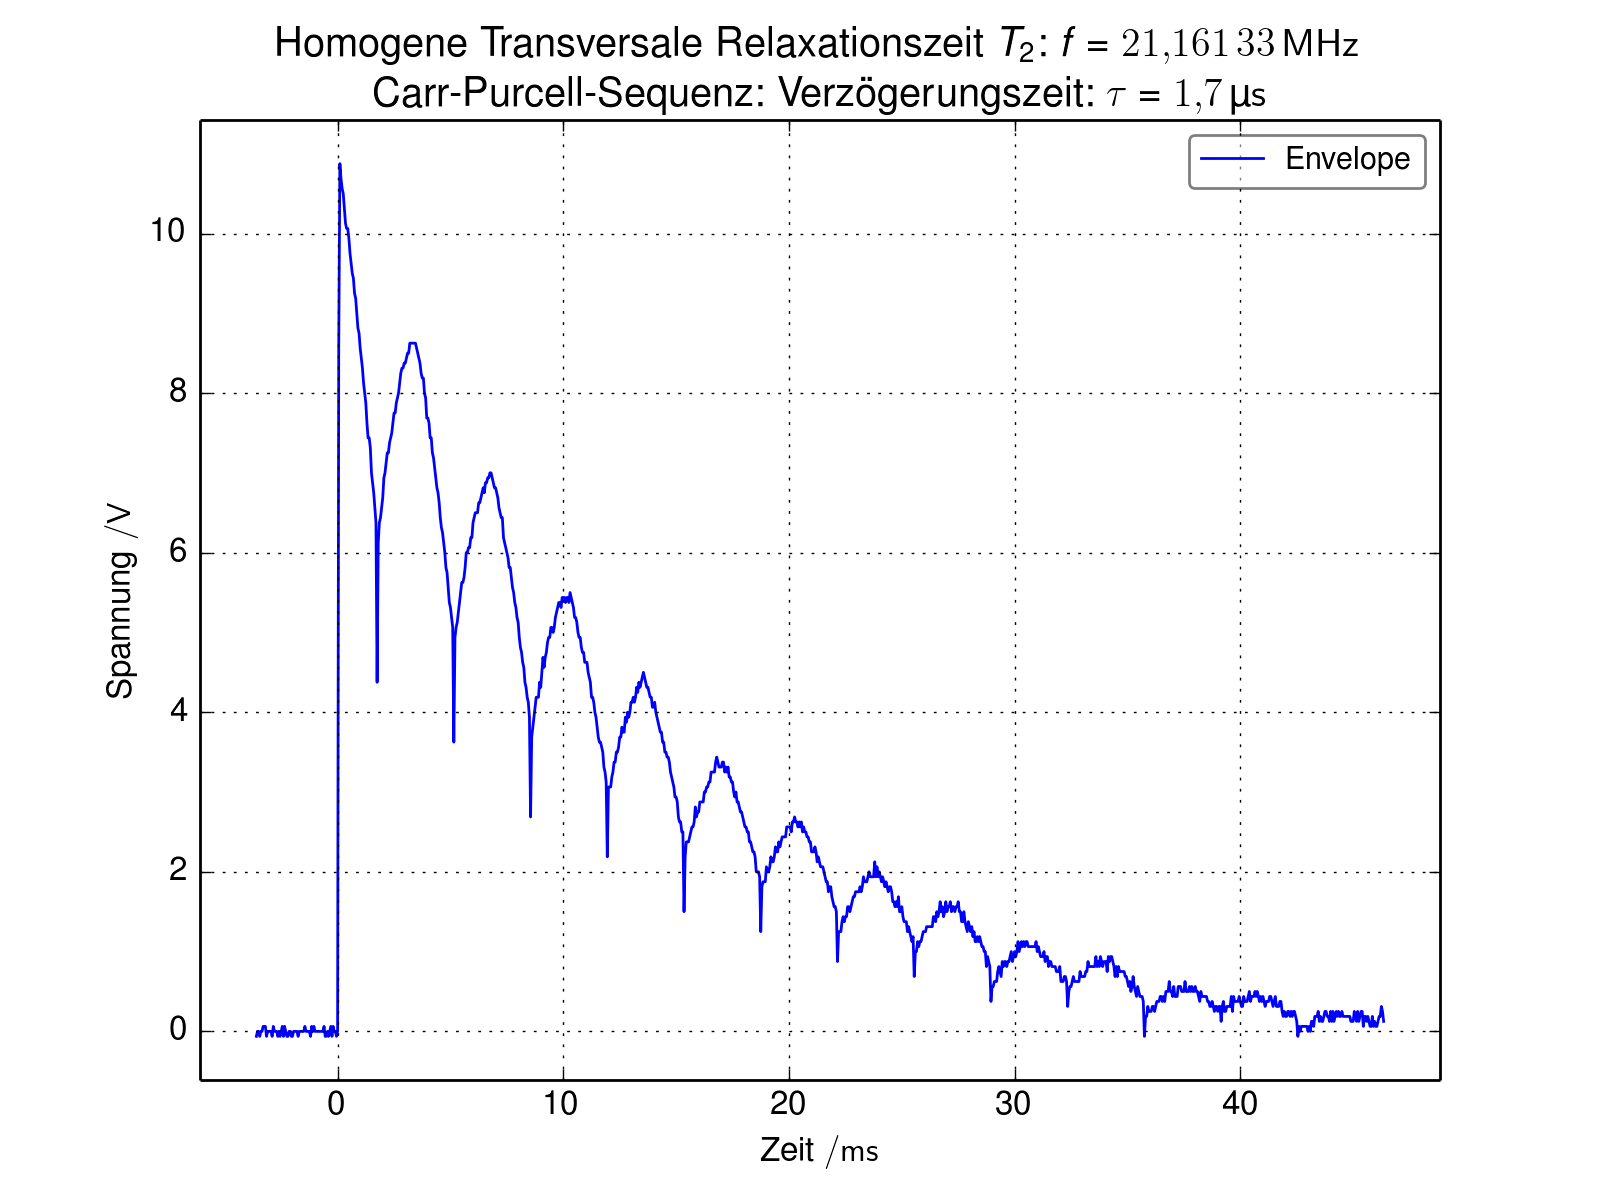 Homogene Transversale Relaxationszeit T₂: f = 21,161 33 MHz
Carr-Purcell-Sequenz: Verzögerungszeit: τ = 1,7 µs
Envelope
10
8
6
4
2
0
Spannung /V
0 10 20 30 40
Zeit /ms